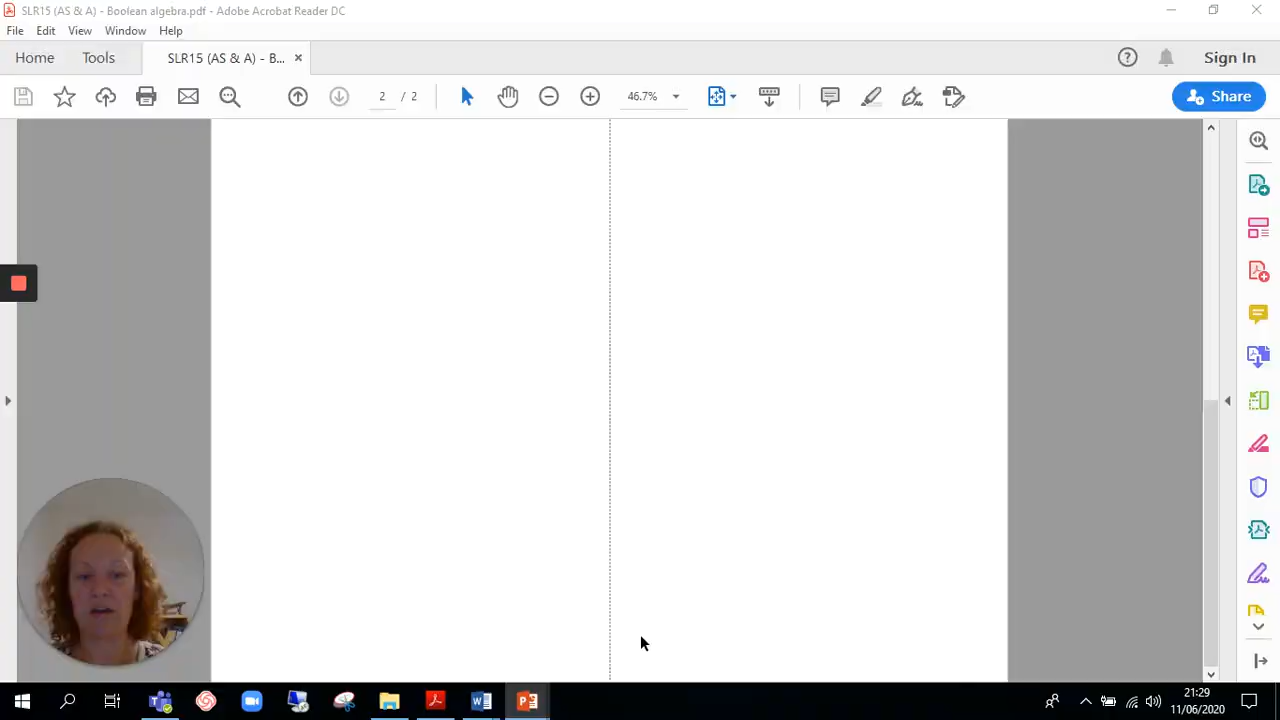 SLR15 (AS & A) - Boolean algebra.pdf - Adobe Acrobat Reader DC
File Edit View Window Help
Home Tools SLR15 (AS & A) - B... × Sign In
2 / 2 46.7% Share
21:29
11/06/2020